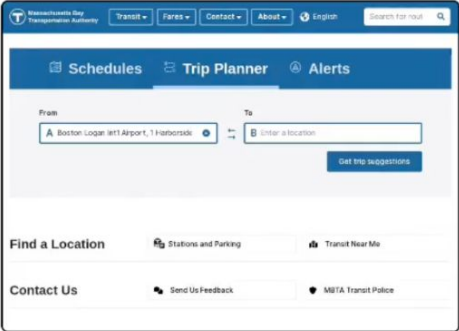 Massachusetts Bay
Transportation Authority
Transit
Fares
Contact
About
English
Search for rout
Schedules
Trip Planner
Alerts
From
To
A Boston Logan Int'l Airport, 1 Harborside
B Enter a location
Get trip suggestions
Find a Location
Stations and Parking
Transit Near Me
Contact Us
Send Us Feedback
MBTA Transit Police